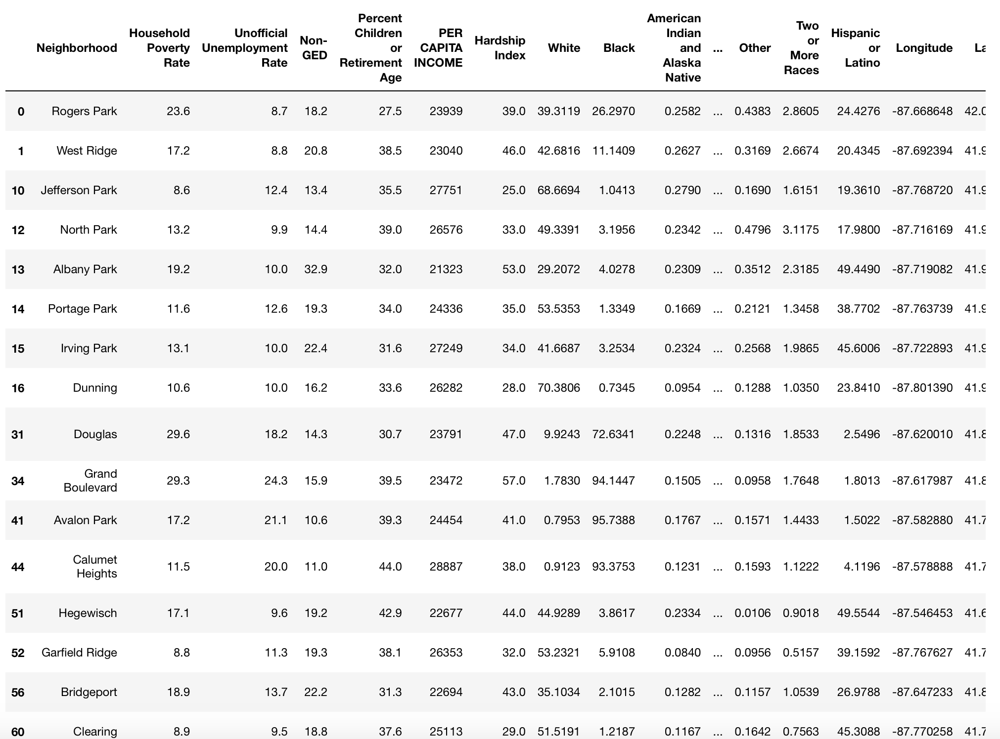 Neighborhood Household Poverty Rate Unofficial Unemployment Rate Non-GED Percent Children or Retirement Age PER CAPITA INCOME Hardship Index White Black American Indian and Alaska Native ... Other Two or More Races Hispanic or Latino Longitude La
0 Rogers Park 23.6 8.7 18.2 27.5 23939 39.0 39.3119 26.2970 0.2582 ... 0.4383 2.8605 24.4276 -87.668648 42.0
1 West Ridge 17.2 8.8 20.8 38.5 23040 46.0 42.6816 11.1409 0.2627 ... 0.3169 2.6674 20.4345 -87.692394 41.9
10 Jefferson Park 8.6 12.4 13.4 35.5 27751 25.0 68.6694 1.0413 0.2790 ... 0.1690 1.6151 19.3610 -87.768720 41.9
12 North Park 13.2 9.9 14.4 39.0 26576 33.0 49.3391 3.1956 0.2342 ... 0.4796 3.1175 17.9800 -87.716169 41.9
13 Albany Park 19.2 10.0 32.9 32.0 21323 53.0 29.2072 4.0278 0.2309 ... 0.3512 2.3185 49.4490 -87.719082 41.9
14 Portage Park 11.6 12.6 19.3 34.0 24336 35.0 53.5353 1.3349 0.1669 ... 0.2121 1.3458 38.7702 -87.763739 41.9
15 Irving Park 13.1 10.0 22.4 31.6 27249 34.0 41.6687 3.2534 0.2324 ... 0.2568 1.9865 45.6006 -87.722893 41.9
16 Dunning 10.6 10.0 16.2 33.6 26282 28.0 70.3806 0.7345 0.0954 ... 0.1288 1.0350 23.8410 -87.801390 41.9
31 Douglas 29.6 18.2 14.3 30.7 23791 47.0 9.9243 72.6341 0.2248 ... 0.1316 1.8533 2.5496 -87.620010 41.8
34 Grand Boulevard 29.3 24.3 15.9 39.5 23472 57.0 1.7830 94.1447 0.1505 ... 0.0958 1.7648 1.8013 -87.617987 41.8
41 Avalon Park 17.2 21.1 10.6 39.3 24454 41.0 0.7953 95.7388 0.1767 ... 0.1571 1.4433 1.5022 -87.582880 41.7
44 Calumet Heights 11.5 20.0 11.0 44.0 28887 38.0 0.9123 93.3753 0.1231 ... 0.1593 1.1222 4.1196 -87.578888 41.7
51 Hegewisch 17.1 9.6 19.2 42.9 22677 44.0 44.9289 3.8617 0.2334 ... 0.0106 0.9018 49.5544 -87.546453 41.6
52 Garfield Ridge 8.8 11.3 19.3 38.1 26353 32.0 53.2321 5.9108 0.0840 ... 0.0956 0.5157 39.1592 -87.767627 41.7
56 Bridgeport 18.9 13.7 22.2 31.3 22694 43.0 35.1034 2.1015 0.1282 ... 0.1157 1.0539 26.9788 -87.647233 41.8
60 Clearing 8.9 9.5 18.8 37.6 25113 29.0 51.5191 1.2187 0.1167 ... 0.1642 0.7563 45.3088 -87.770258 41.7